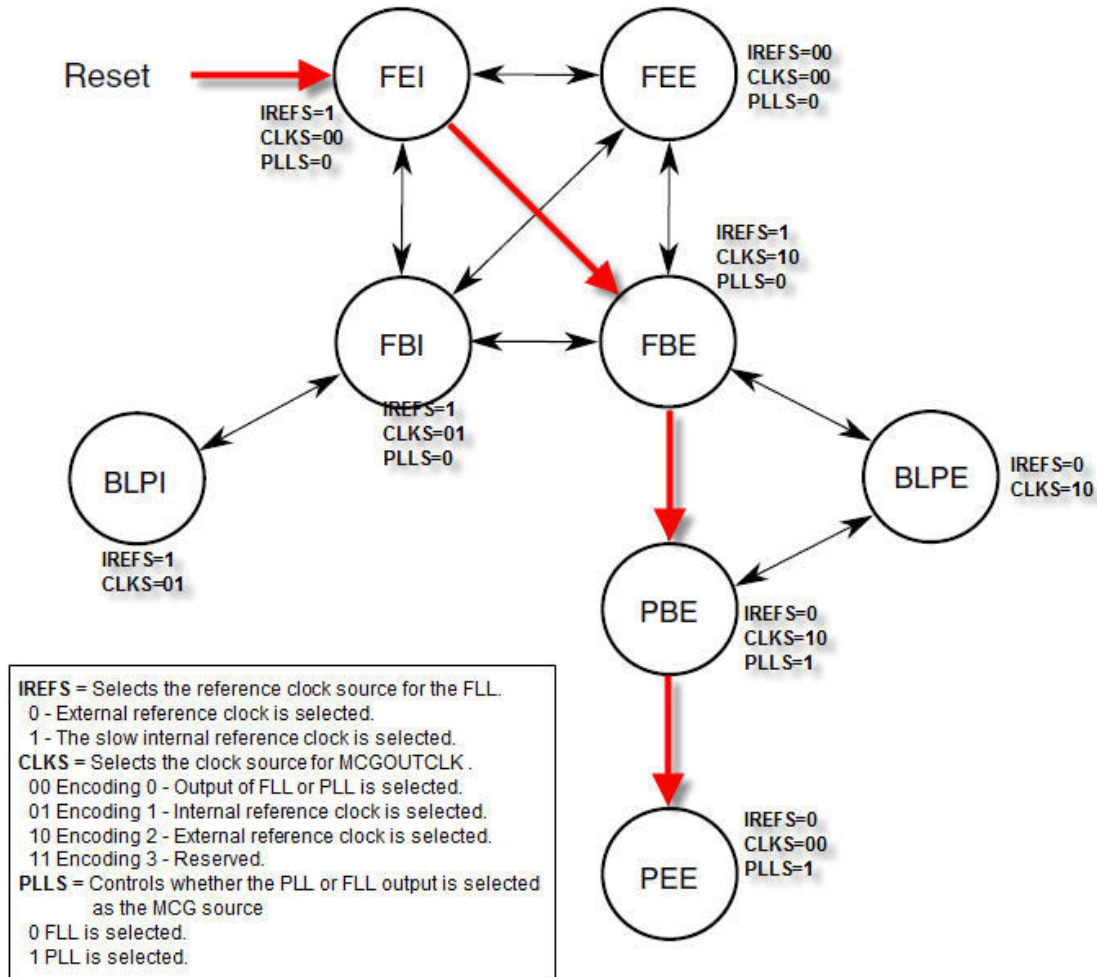 Reset
FEI
IREFS=1
CLKS=00
PLLS=0
FEE
IREFS=00
CLKS=00
PLLS=0
FBI
IREFS=1
CLKS=01
PLLS=0
FBE
IREFS=1
CLKS=10
PLLS=0
BLPI
IREFS=1
CLKS=01
BLPE
IREFS=0
CLKS=10
PBE
IREFS=0
CLKS=10
PLLS=1
PEE
IREFS=0
CLKS=00
PLLS=1
IREFS = Selects the reference clock source for the FLL.
0 - External reference clock is selected.
1 - The slow internal reference clock is selected.
CLKS = Selects the clock source for MCGOUTCLK .
00 Encoding 0 - Output of FLL or PLL is selected.
01 Encoding 1 - Internal reference clock is selected.
10 Encoding 2 - External reference clock is selected.
11 Encoding 3 - Reserved.
PLLS = Controls whether the PLL or FLL output is selected
as the MCG source
0 FLL is selected.
1 PLL is selected.